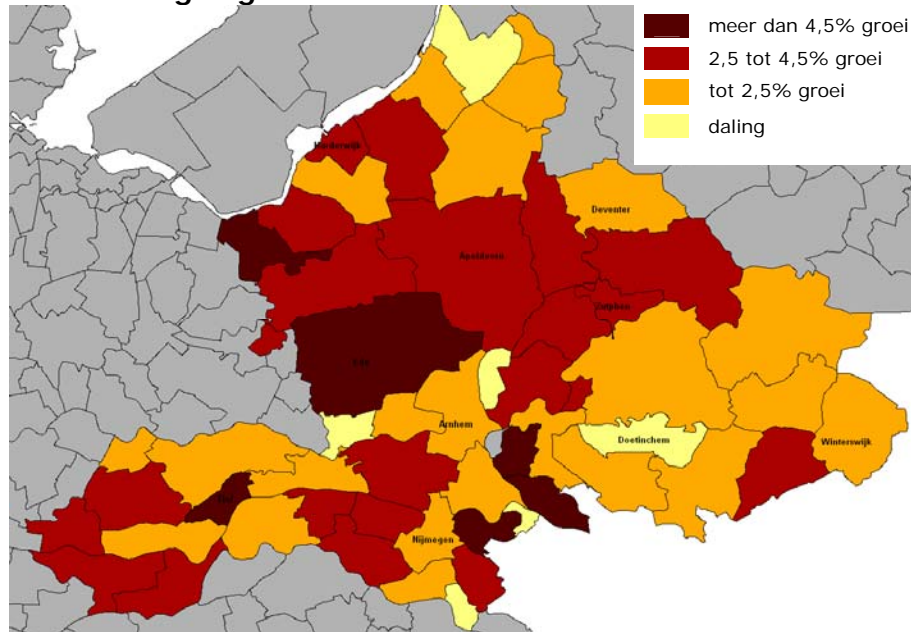 meer dan 4,5% groei
2,5 tot 4,5% groei
tot 2,5% groei
daling
Harderwijk
Deventer
Apeldoorn
Zutphen
Ede
Arnhem
Doetinchem
Winterswijk
Tiel
Nijmegen